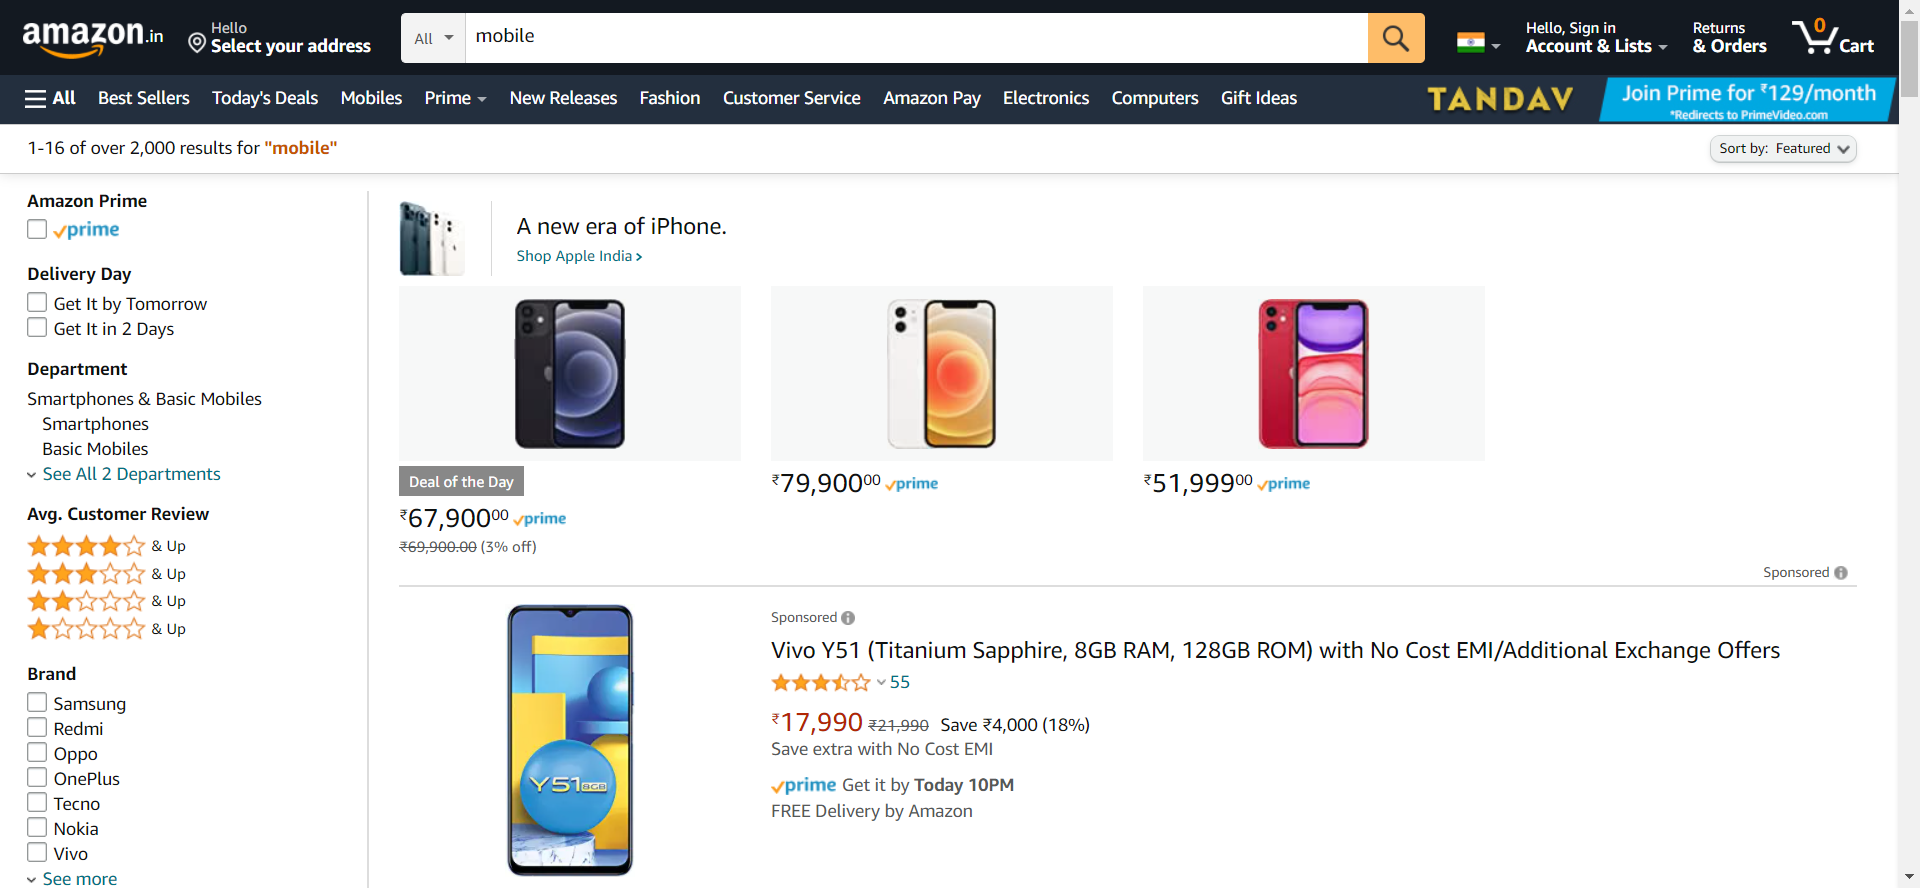 amazon.in
Hello
Select your address
All
mobile
Hello, Sign in
Account & Lists
Returns
& Orders
0
Cart
All Best Sellers Today's Deals Mobiles Prime New Releases Fashion Customer Service Amazon Pay Electronics Computers Gift Ideas
TANDAV
Join Prime for ₹129/month
*Redirects to PrimeVideo.com
1-16 of over 2,000 results for "mobile"
Sort by: Featured
Amazon Prime
prime
Delivery Day
Get It by Tomorrow
Get It in 2 Days
Department
Smartphones & Basic Mobiles
Smartphones
Basic Mobiles
See All 2 Departments
Avg. Customer Review
& Up
& Up
& Up
& Up
Brand
Samsung
Redmi
Oppo
OnePlus
Tecno
Nokia
Vivo
See more
A new era of iPhone.
Shop Apple India ›
Deal of the Day
₹67,90000 prime
₹69,900.00 (3% off)
₹79,90000 prime
₹51,99900 prime
Sponsored
Y51 8GB
Sponsored
Vivo Y51 (Titanium Sapphire, 8GB RAM, 128GB ROM) with No Cost EMI/Additional Exchange Offers
55
₹17,990 ₹21,990 Save ₹4,000 (18%)
Save extra with No Cost EMI
prime Get it by Today 10PM
FREE Delivery by Amazon